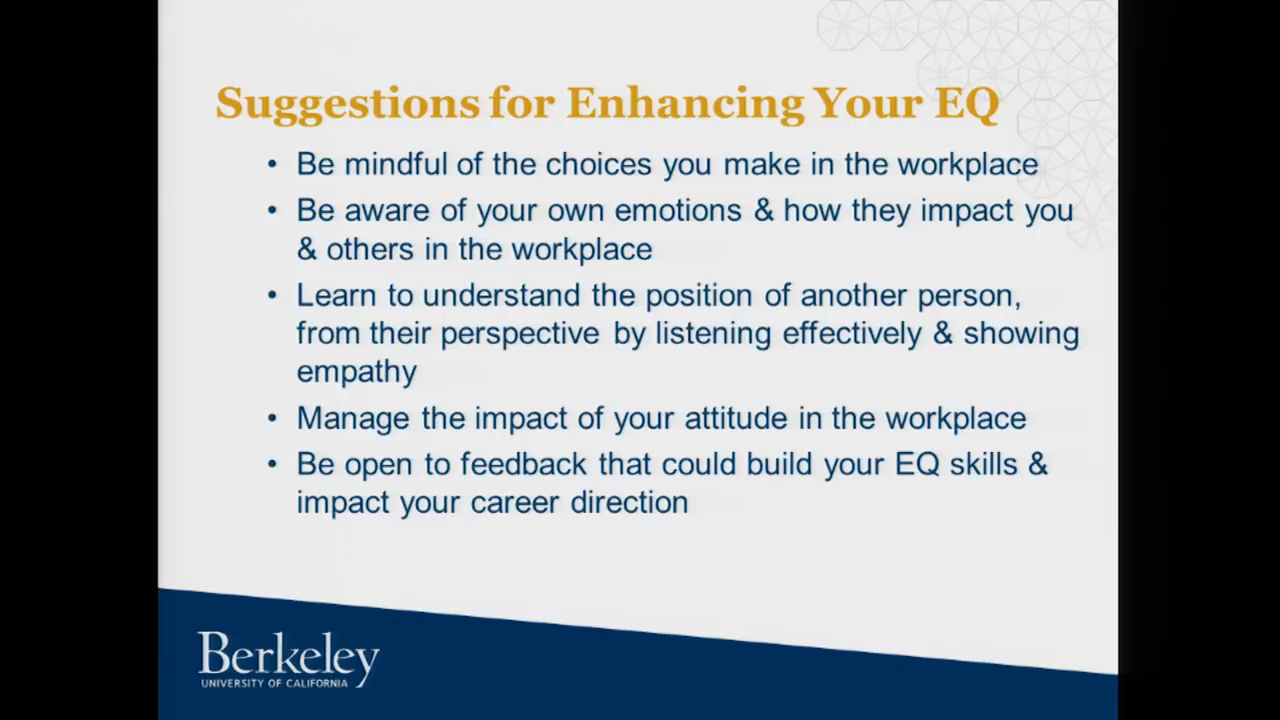 Suggestions for Enhancing Your EQ
• Be mindful of the choices you make in the workplace
• Be aware of your own emotions & how they impact you
& others in the workplace
• Learn to understand the position of another person,
from their perspective by listening effectively & showing
empathy
• Manage the impact of your attitude in the workplace
• Be open to feedback that could build your EQ skills &
impact your career direction
Berkeley
UNIVERSITY OF CALIFORNIA